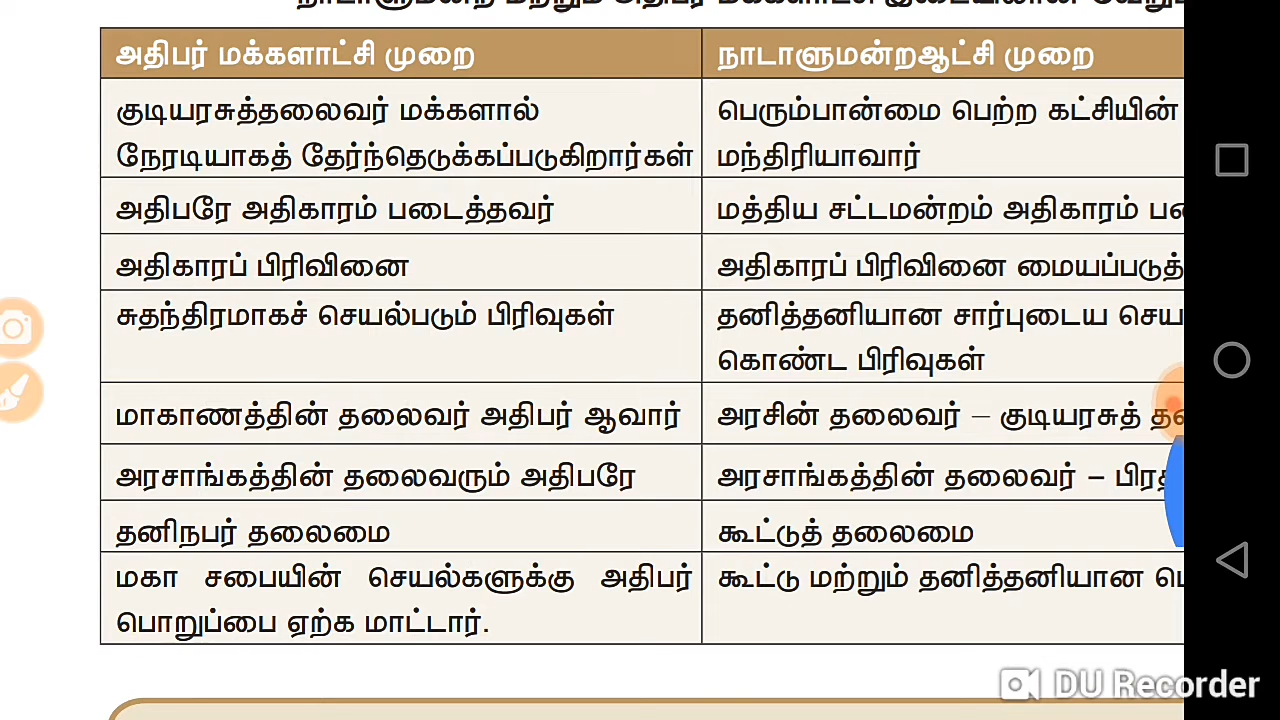 அதிபர் மக்களாட்சி முறை
நாடாளுமன்றஆட்சி முறை
குடியரசுத்தலைவர் மக்களால்
நேரடியாகத் தேர்ந்தெடுக்கப்படுகிறார்கள்
பெரும்பான்மை பெற்ற கட்சியின்
மந்திரியாவார்
அதிபரே அதிகாரம் படைத்தவர்
மத்திய சட்டமன்றம் அதிகாரம்
அதிகாரப் பிரிவினை
அதிகாரப் பிரிவினை மையப்படுத்
சுதந்திரமாகச் செயல்படும் பிரிவுகள்
தனித்தனியான சார்புடைய செய
கொண்ட பிரிவுகள்
மாகாணத்தின் தலைவர் அதிபர் ஆவார்
அரசின் தலைவர் – குடியரசுத்
அரசாங்கத்தின் தலைவரும் அதிபரே
அரசாங்கத்தின் தலைவர் –
தனிநபர் தலைமை
கூட்டுத் தலைமை
மகா சபையின் செயல்களுக்கு அதிபர்
பொறுப்பை ஏற்க மாட்டார்.
கூட்டு மற்றும் தனித்தனியான
DU Recorder